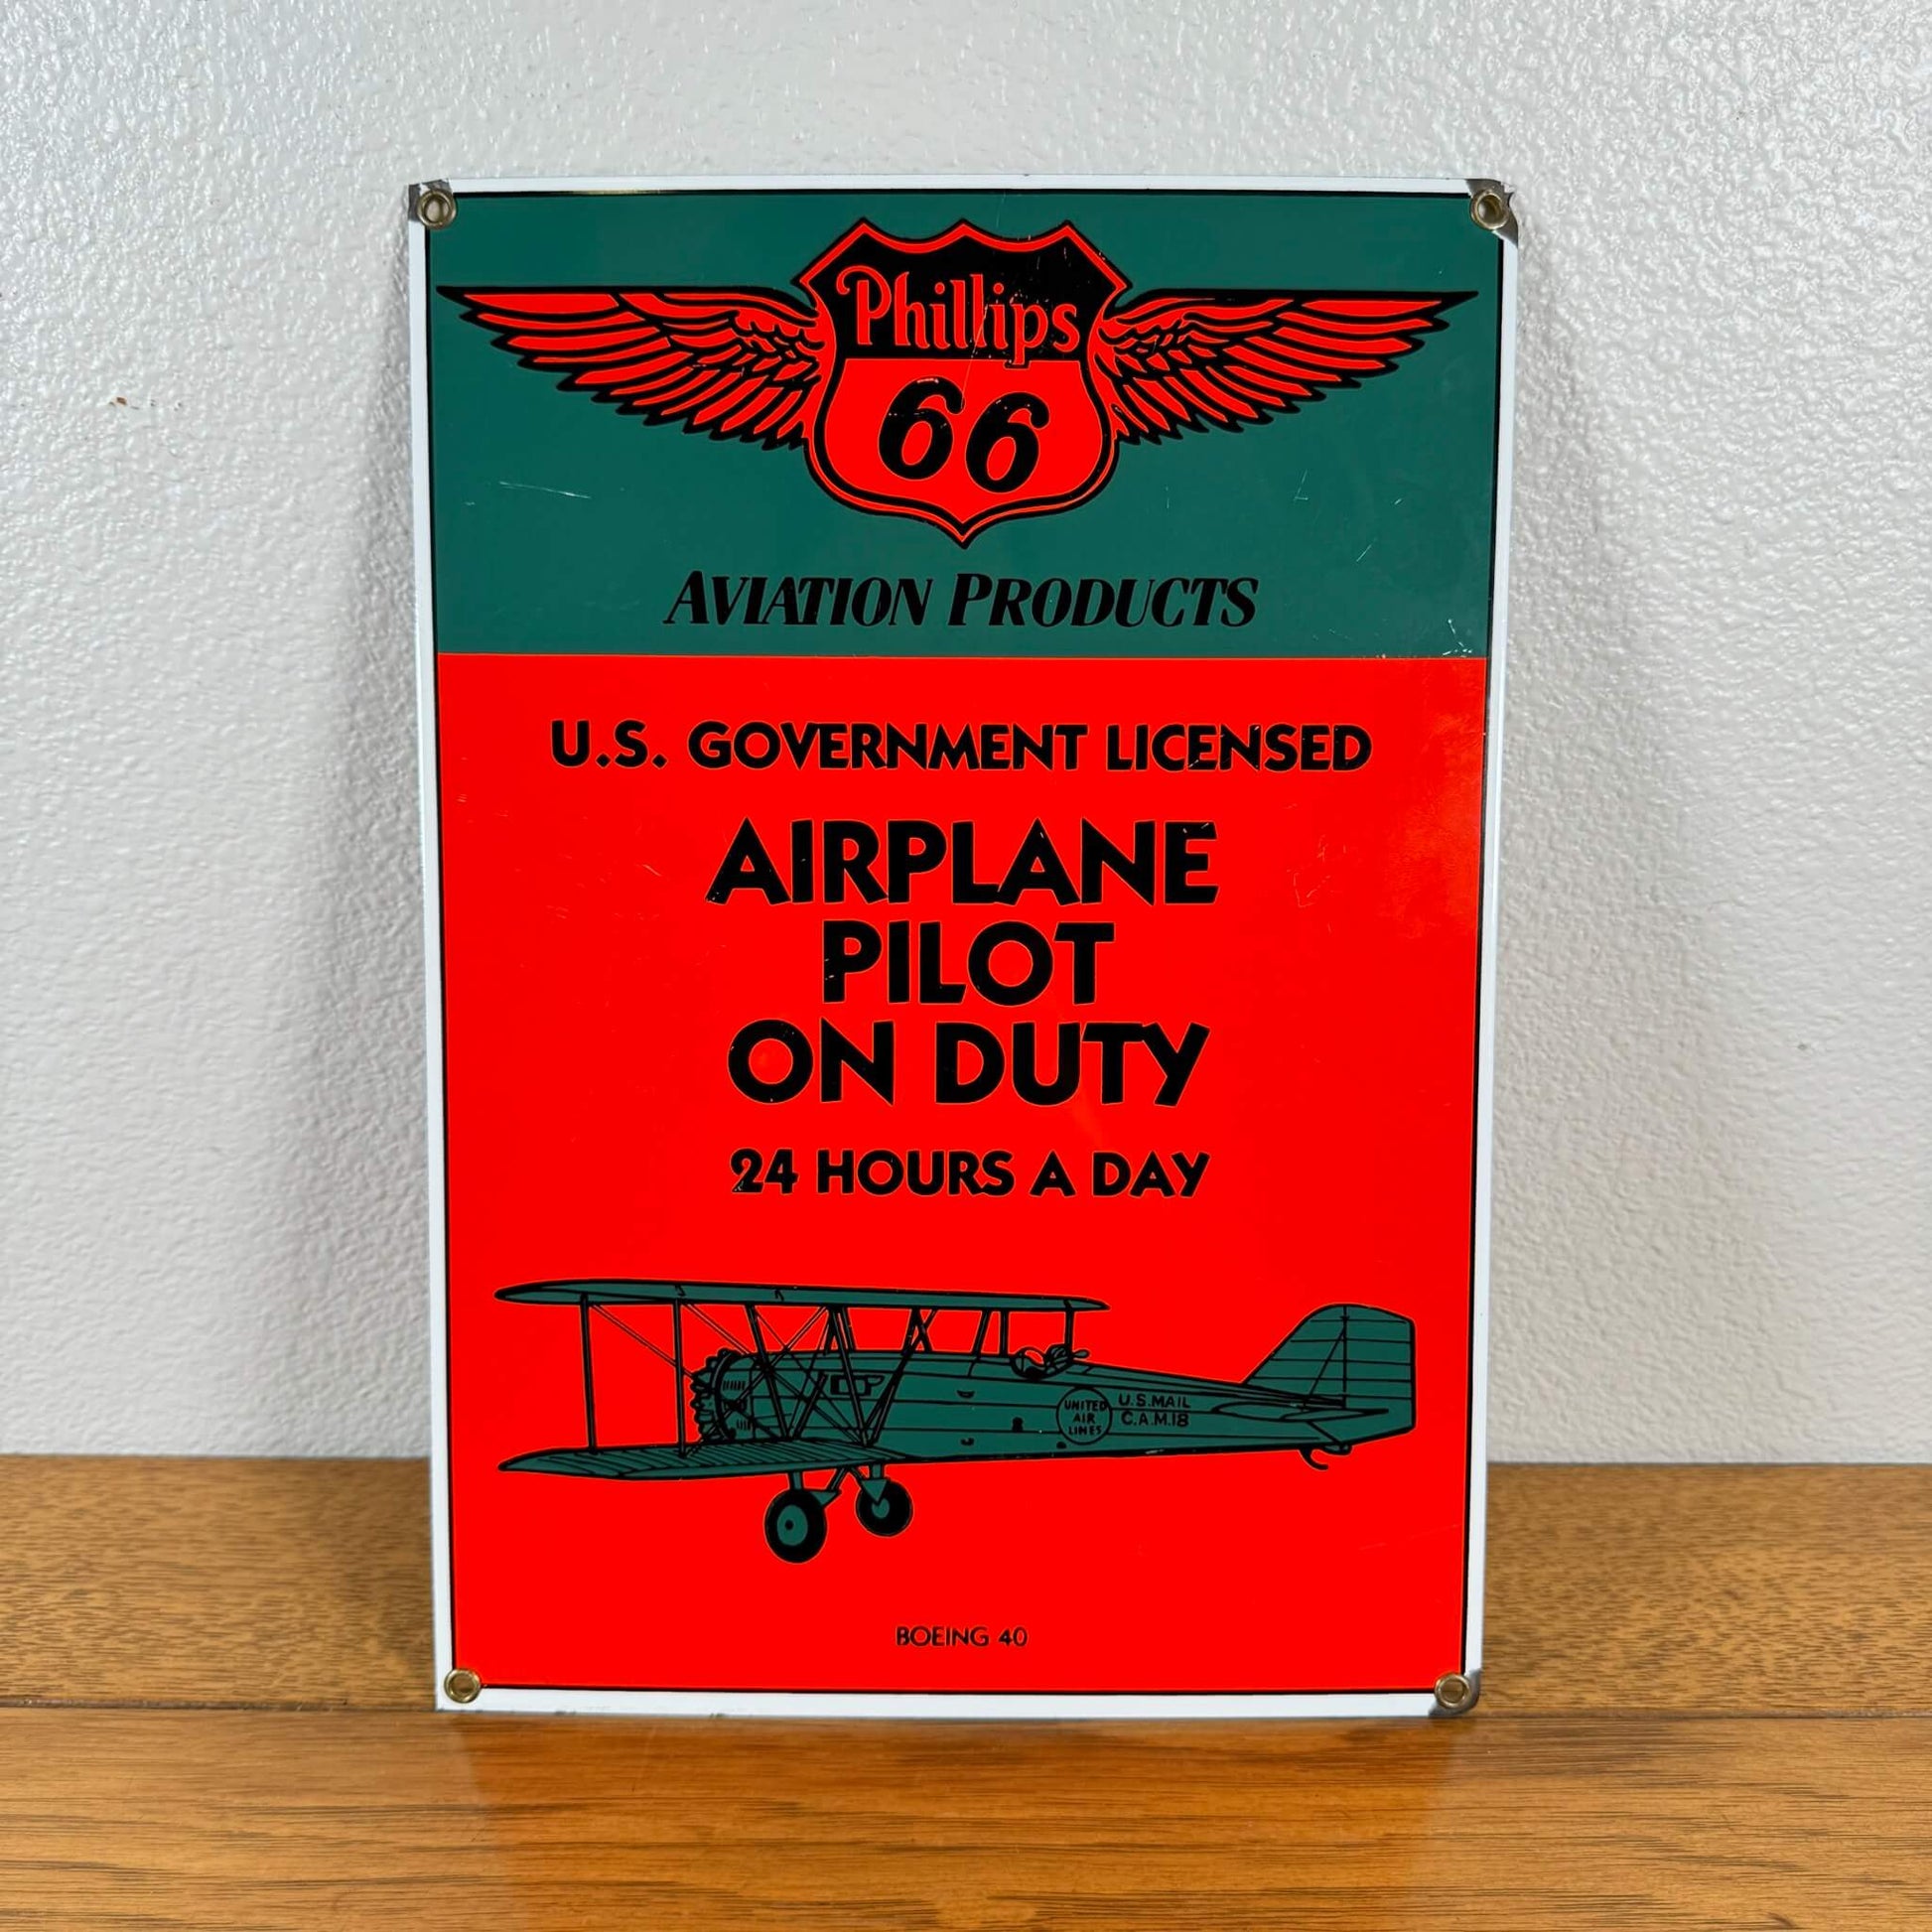 Phillips
66
AVIATION PRODUCTS
U.S. GOVERNMENT LICENSED
AIRPLANE
PILOT
ON DUTY
24 HOURS A DAY
UNITED
AIR
LINES
U.S.MAIL
C.A.M.18
BOEING 40